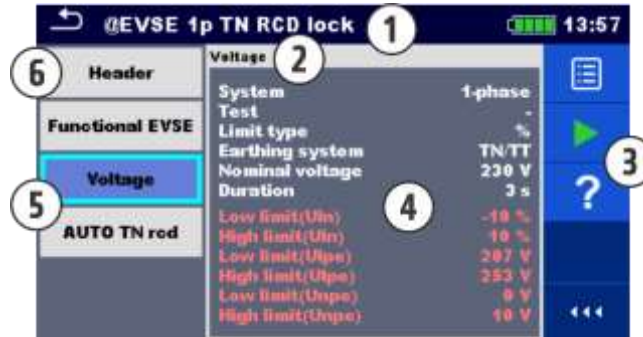 @EVSE 1p TN RCD lock 1 13:57
6 Header
Functional EVSE
5 Voltage
AUTO TN rcd
Voltage 2
System 1-phase
Test -
Limit type %
Earthing system TN/TT
Nominal voltage 230 V
Duration 3 s
4
Low limit(Uln) -10 %
High limit(Uln) 10 %
Low limit(Ulpe) 207 V
High limit(Ulpe) 253 V
Low limit(Unpe) 0 V
High limit(Unpe) 10 V
3
?